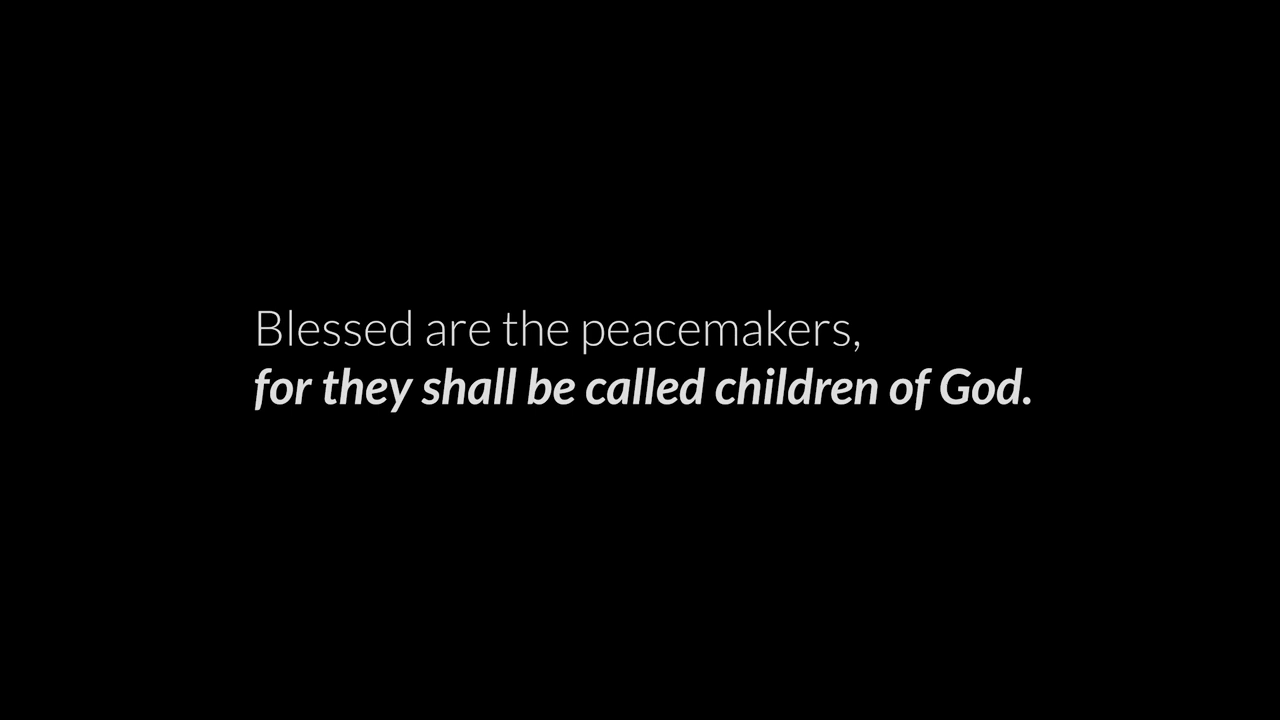 Blessed are the peacemakers,
for they shall be called children of God.